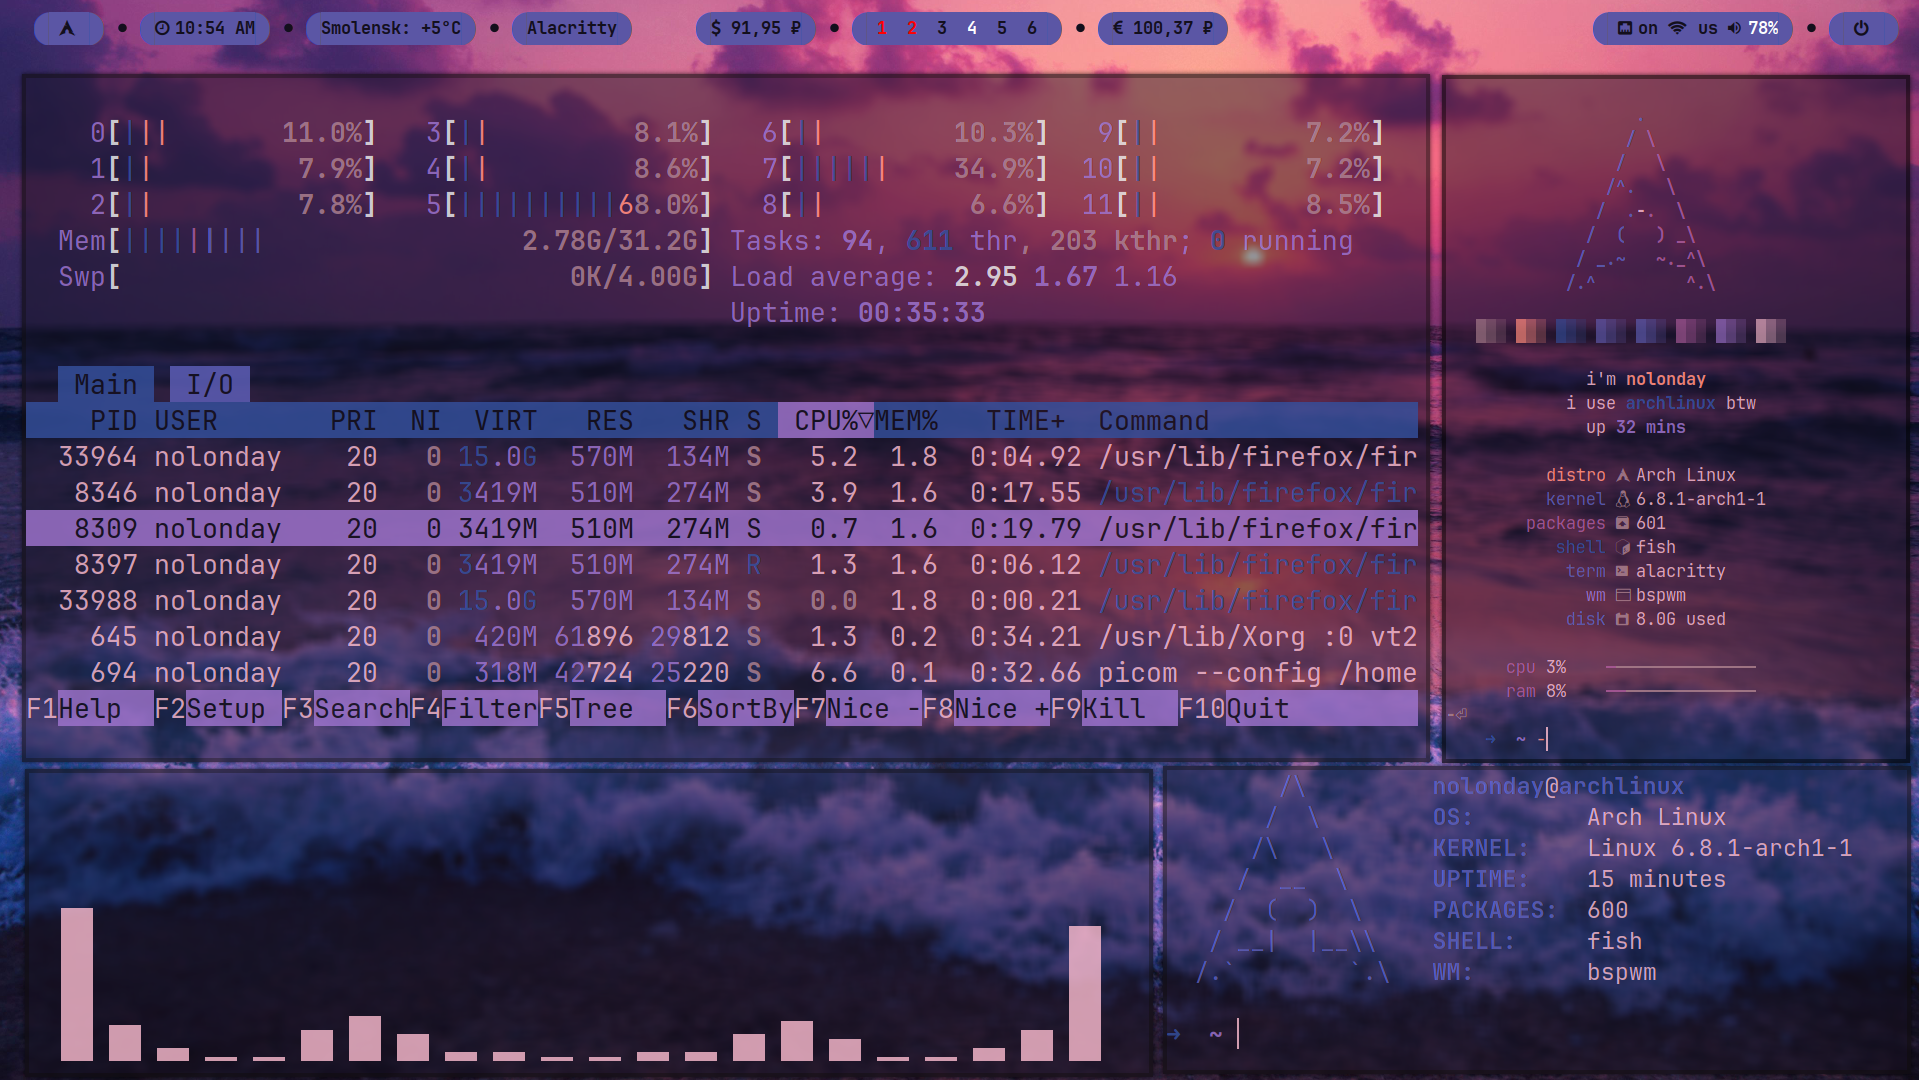 10:54 AM
Smolensk: +5°C
Alacritty
$ 91,95 ₽
1 2 3 4 5 6
€ 100,37 ₽
on us 78%
0[||| 11.0%] 3[|| 8.1%] 6[|| 10.3%] 9[|| 7.2%]
1[|| 7.9%] 4[|| 8.6%] 7[|||||| 34.9%] 10[|| 7.2%]
2[|| 7.8%] 5[||||||||||68.0%] 8[|| 6.6%] 11[|| 8.5%]
Mem[||||||||| 2.78G/31.2G] Tasks: 94, 611 thr, 203 kthr; 0 running
Swp[ 0K/4.00G] Load average: 2.95 1.67 1.16
Uptime: 00:35:33
Main I/O
PID USER PRI NI VIRT RES SHR S CPU%▽MEM% TIME+ Command
33964 nolonday 20 0 15.0G 570M 134M S 5.2 1.8 0:04.92 /usr/lib/firefox/fir
8346 nolonday 20 0 3419M 510M 274M S 3.9 1.6 0:17.55 /usr/lib/firefox/fir
8309 nolonday 20 0 3419M 510M 274M S 0.7 1.6 0:19.79 /usr/lib/firefox/fir
8397 nolonday 20 0 3419M 510M 274M R 1.3 1.6 0:06.12 /usr/lib/firefox/fir
33988 nolonday 20 0 15.0G 570M 134M S 0.0 1.8 0:00.21 /usr/lib/firefox/fir
645 nolonday 20 0 420M 61896 29812 S 1.3 0.2 0:34.21 /usr/lib/Xorg :0 vt2
694 nolonday 20 0 318M 42724 25220 S 6.6 0.1 0:32.66 picom --config /home
F1Help F2Setup F3SearchF4FilterF5Tree F6SortByF7Nice -F8Nice +F9Kill F10Quit
i'm nolonday
i use archlinux btw
up 32 mins
distro Arch Linux
kernel 6.8.1-arch1-1
packages 601
shell fish
term alacritty
wm bspwm
disk 8.0G used
cpu 3%
ram 8%
-⏎
➜ ~ -
nolonday@archlinux
OS: Arch Linux
KERNEL: Linux 6.8.1-arch1-1
UPTIME: 15 minutes
PACKAGES: 600
SHELL: fish
WM: bspwm
➜ ~